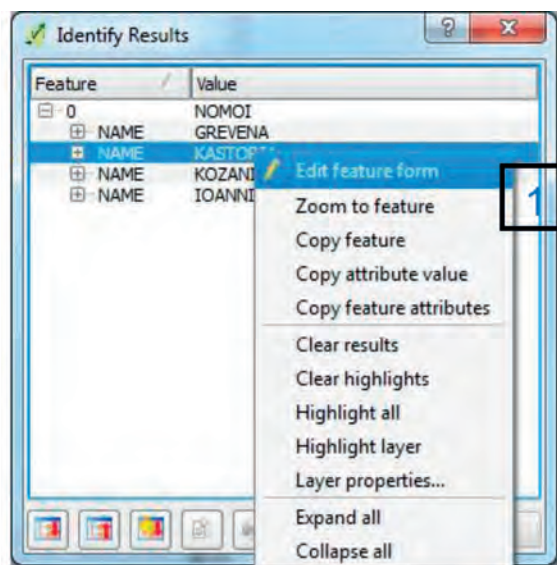 Identify Results
Feature
Value
0
NOMOI
NAME
GREVENA
NAME
NAME
NAME
Edit feature form
1
Zoom to feature
Copy feature
Copy attribute value
Copy feature attributes
Clear results
Clear highlights
Highlight all
Highlight layer
Layer properties...
Expand all
Collapse all